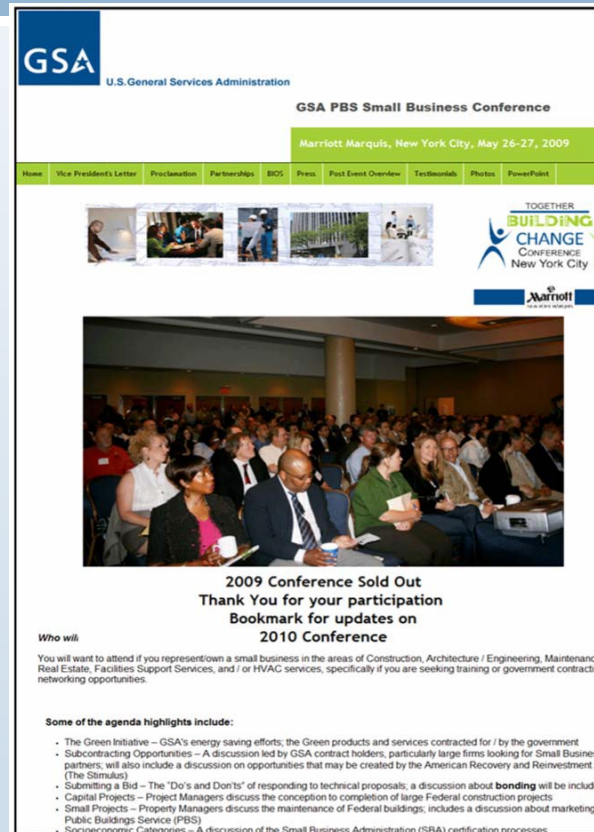 GSA
U.S.General Services Administration
GSA PBS Small Business Conference
Marriott Marquis, New York City, May 26-27, 2009
Home Vice President's Letter Proclamation Partnerships BIOS Press Post Event Overview Testimonials Photos PowerPoint
TOGETHER
BUILDING
CHANGE
CONFERENCE
New York City
Marriott
2009 Conference Sold Out
Thank You for your participation
Bookmark for updates on
Who will 2010 Conference
You will want to attend if you represent/own a small business in the areas of Construction, Architecture / Engineering, Maintenanc
Real Estate, Facilities Support Services, and / or HVAC services, specifically if you are seeking training or government contracti
networking opportunities.
Some of the agenda highlights include:
• The Green Initiative – GSA's energy saving efforts; the Green products and services contracted for / by the government
• Subcontracting Opportunities – A discussion led by GSA contract holders, particularly large firms looking for Small Busines
partners; will also include a discussion on opportunities that may be created by the American Recovery and Reinvestment
(The Stimulus)
• Submitting a Bid – The "Do's and Don'ts" of responding to technical proposals; a discussion about bonding will be include
• Capital Projects – Project Managers discuss the conception to completion of large Federal construction projects
• Small Projects – Property Managers discuss the maintenance of Federal buildings; includes a discussion about marketing
Public Buildings Service (PBS)
• Socioeconomic Categories – A discussion of the Small Business Administration (SBA) certification processes